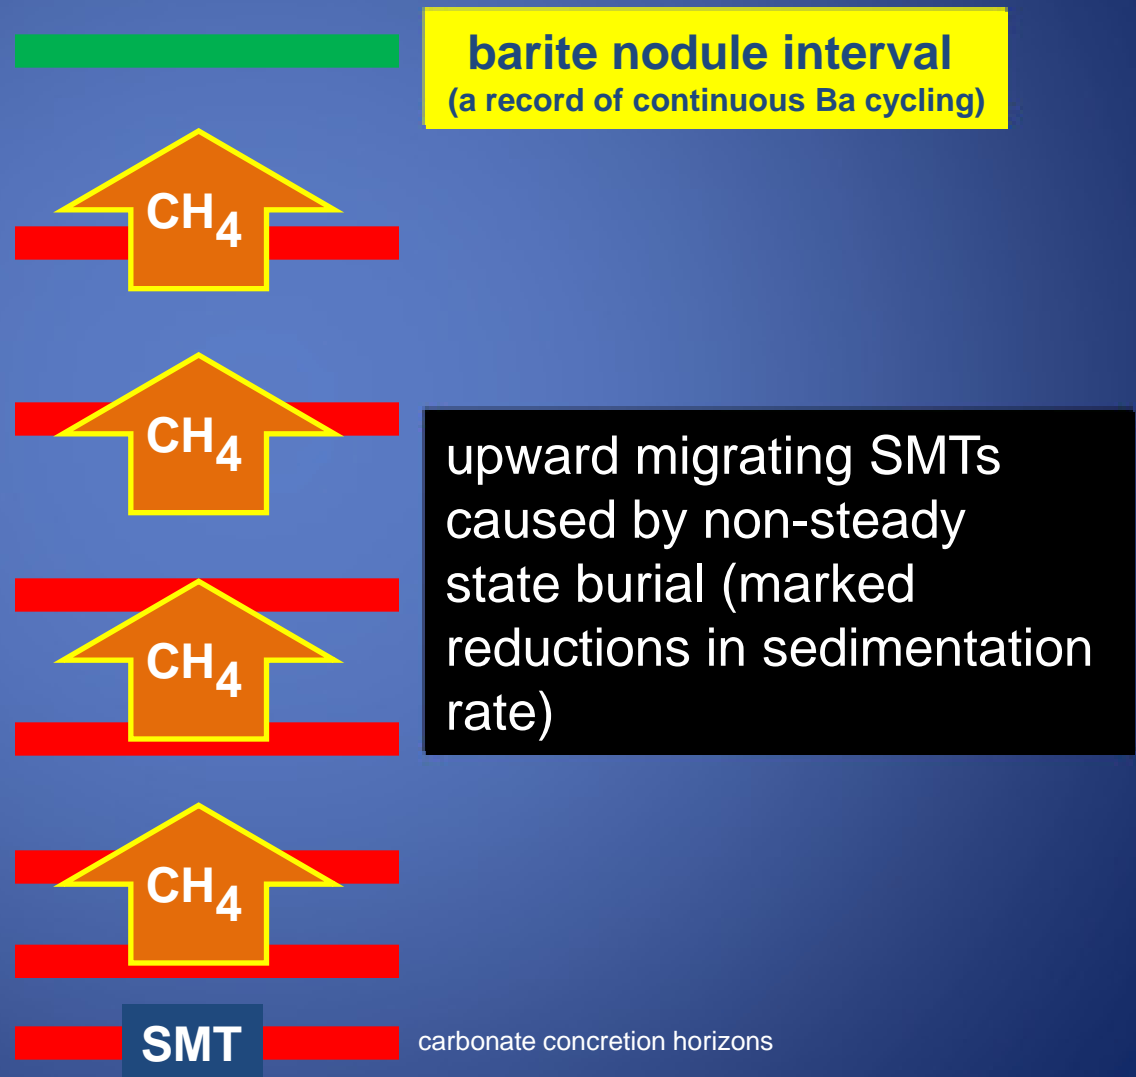 barite nodule interval
(a record of continuous Ba cycling)
CH4
CH4
upward migrating SMTs
caused by non-steady
state burial (marked
reductions in sedimentation
rate)
CH4
CH4
SMT
carbonate concretion horizons